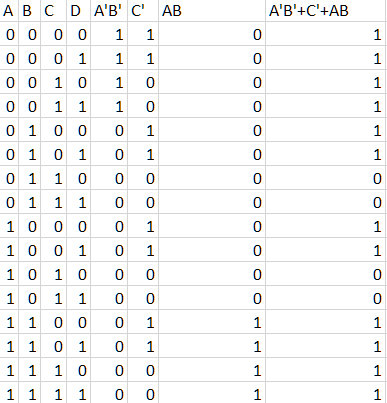 A B C D A'B' C' AB A'B'+C'+AB
0 0 0 0 1 1 0 1
0 0 0 1 1 1 0 1
0 0 1 0 1 0 0 1
0 0 1 1 1 0 0 1
0 1 0 0 0 1 0 1
0 1 0 1 0 1 0 1
0 1 1 0 0 0 0 0
0 1 1 1 0 0 0 0
1 0 0 0 0 1 0 1
1 0 0 1 0 1 0 1
1 0 1 0 0 0 0 0
1 0 1 1 0 0 0 0
1 1 0 0 0 1 1 1
1 1 0 1 0 1 1 1
1 1 1 0 0 0 1 1
1 1 1 1 0 0 1 1